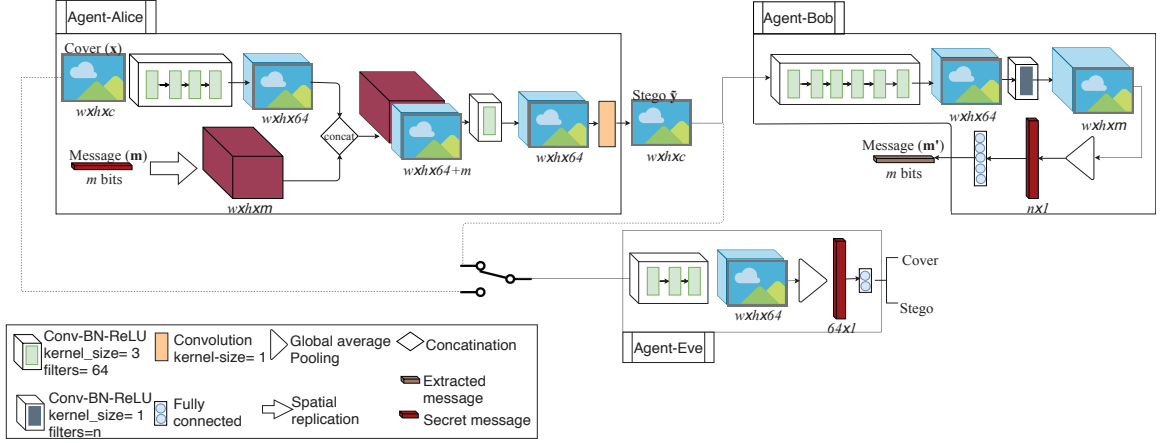 Agent-Alice
Cover (x)
wxhxc
wxhx64
Message (m)
m bits
wxhxm
concat
wxhx64+m
wxhx64
Stego ỹ
wxhxc
Agent-Bob
wxhx64
wxhxm
Message (m')
m bits
nx1
wxhx64
64x1
Cover
Stego
Agent-Eve
Conv-BN-ReLU
kernel_size= 3
filters= 64
Convolution
kernel-size= 1
Global average
Pooling
Concatination
Conv-BN-ReLU
kernel_size= 1
filters=n
Fully
connected
Spatial
replication
Extracted
message
Secret message